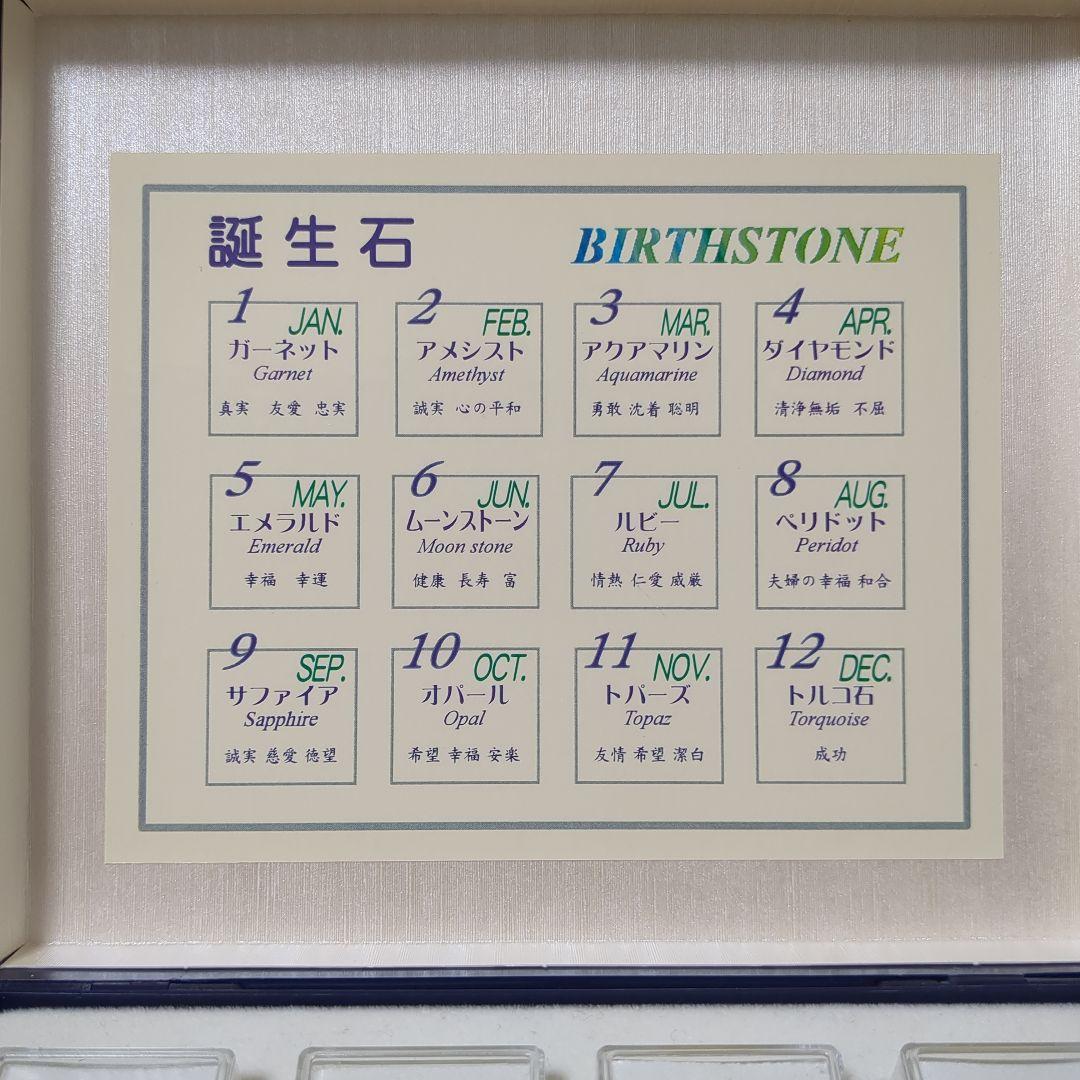 誕生石
BIRTHSTONE
1 JAN.
ガーネット
Garnet
真実 友愛 忠実
2 FEB.
アメシスト
Amethyst
誠実 心の平和
3 MAR.
アクアマリン
Aquamarine
勇敢 沈着 聡明
4 APR.
ダイヤモンド
Diamond
清浄無垢 不屈
5 MAY.
エメラルド
Emerald
幸福 幸運
6 JUN.
ムーンストーン
Moon stone
健康 長寿 富
7 JUL.
ルビー
Ruby
情熱 仁愛 威厳
8 AUG.
ペリドット
Peridot
夫婦の幸福 和合
9 SEP.
サファイア
Sapphire
誠実 慈愛 徳望
10 OCT.
オパール
Opal
希望 幸福 安楽
11 NOV.
トパーズ
Topaz
友情 希望 潔白
12 DEC.
トルコ石
Torquoise
成功